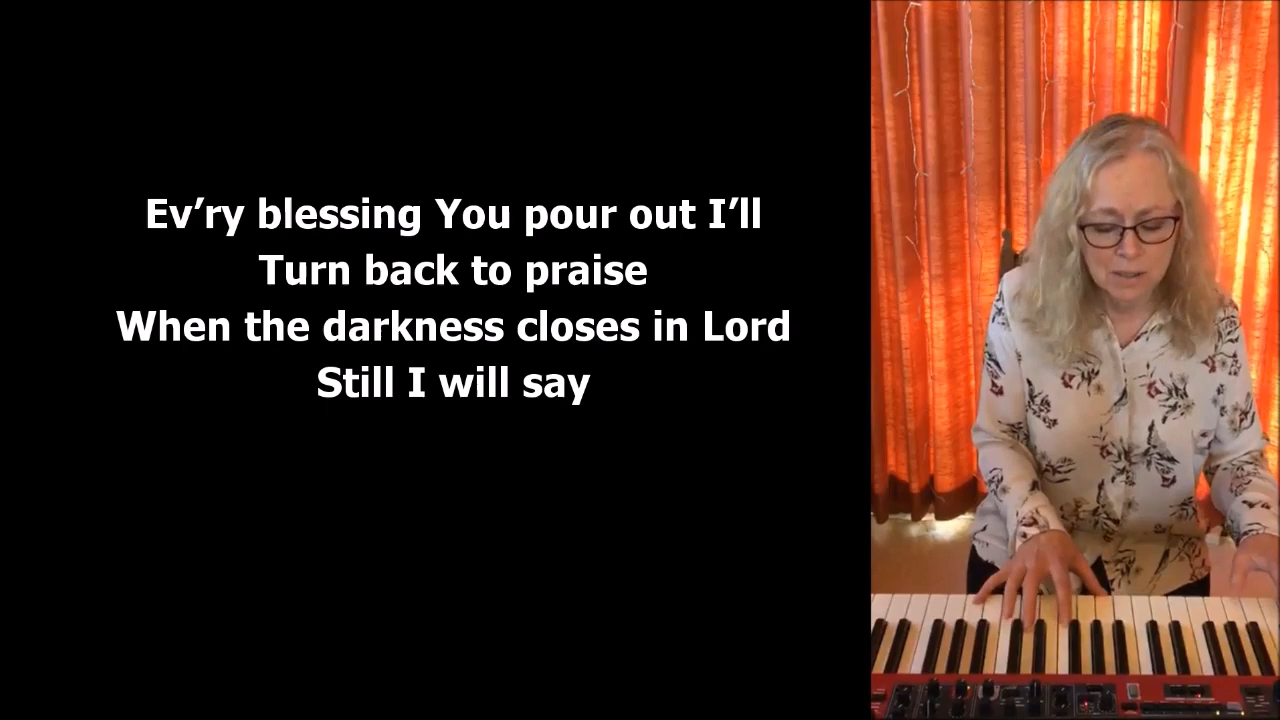 Ev’ry blessing You pour out I’ll
Turn back to praise
When the darkness closes in Lord
Still I will say